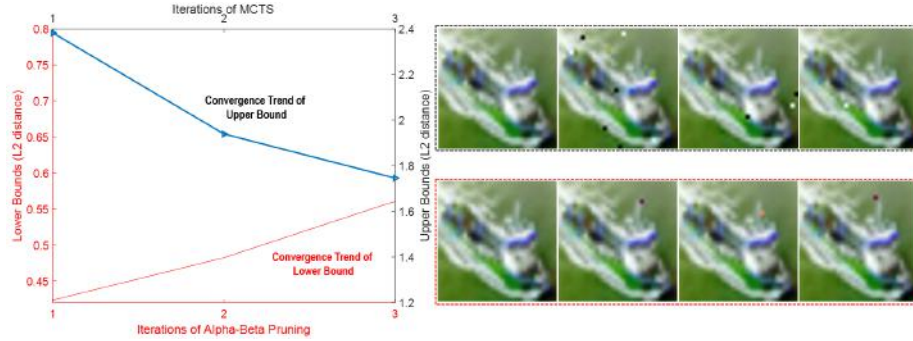 Iterations of MCTS
1 2 3
0.8
0.75
0.7
0.65
0.6
0.55
0.5
0.45
2.4
2.2
2
1.8
1.6
1.4
1.2
Lower Bounds (L2 distance)
Upper Bounds (L2 distance)
Convergence Trend of
Upper Bound
Convergence Trend of
Lower Bound
1 2 3
Iterations of Alpha-Beta Pruning